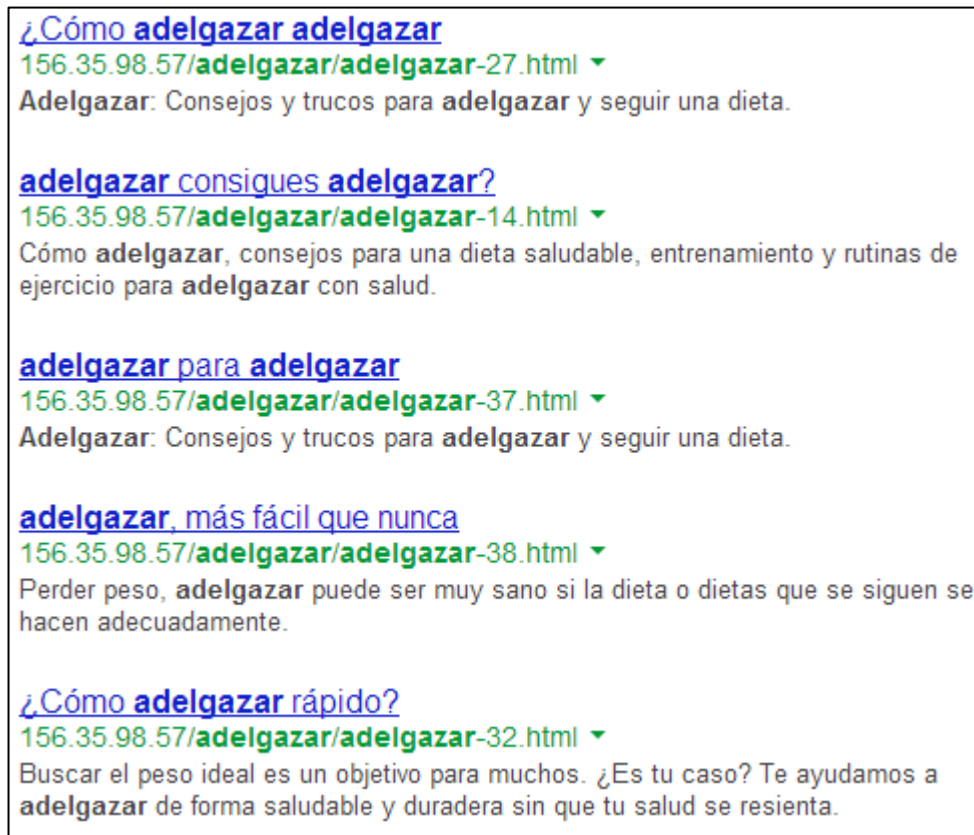 ¿Cómo adelgazar adelgazar
156.35.98.57/adelgazar/adelgazar-27.html
Adelgazar: Consejos y trucos para adelgazar y seguir una dieta.
adelgazar consigues adelgazar?
156.35.98.57/adelgazar/adelgazar-14.html
Cómo adelgazar, consejos para una dieta saludable, entrenamiento y rutinas de
ejercicio para adelgazar con salud.
adelgazar para adelgazar
156.35.98.57/adelgazar/adelgazar-37.html
Adelgazar: Consejos y trucos para adelgazar y seguir una dieta.
adelgazar, más fácil que nunca
156.35.98.57/adelgazar/adelgazar-38.html
Perder peso, adelgazar puede ser muy sano si la dieta o dietas que se siguen se
hacen adecuadamente.
¿Cómo adelgazar rápido?
156.35.98.57/adelgazar/adelgazar-32.html
Buscar el peso ideal es un objetivo para muchos. ¿Es tu caso? Te ayudamos a
adelgazar de forma saludable y duradera sin que tu salud se resienta.